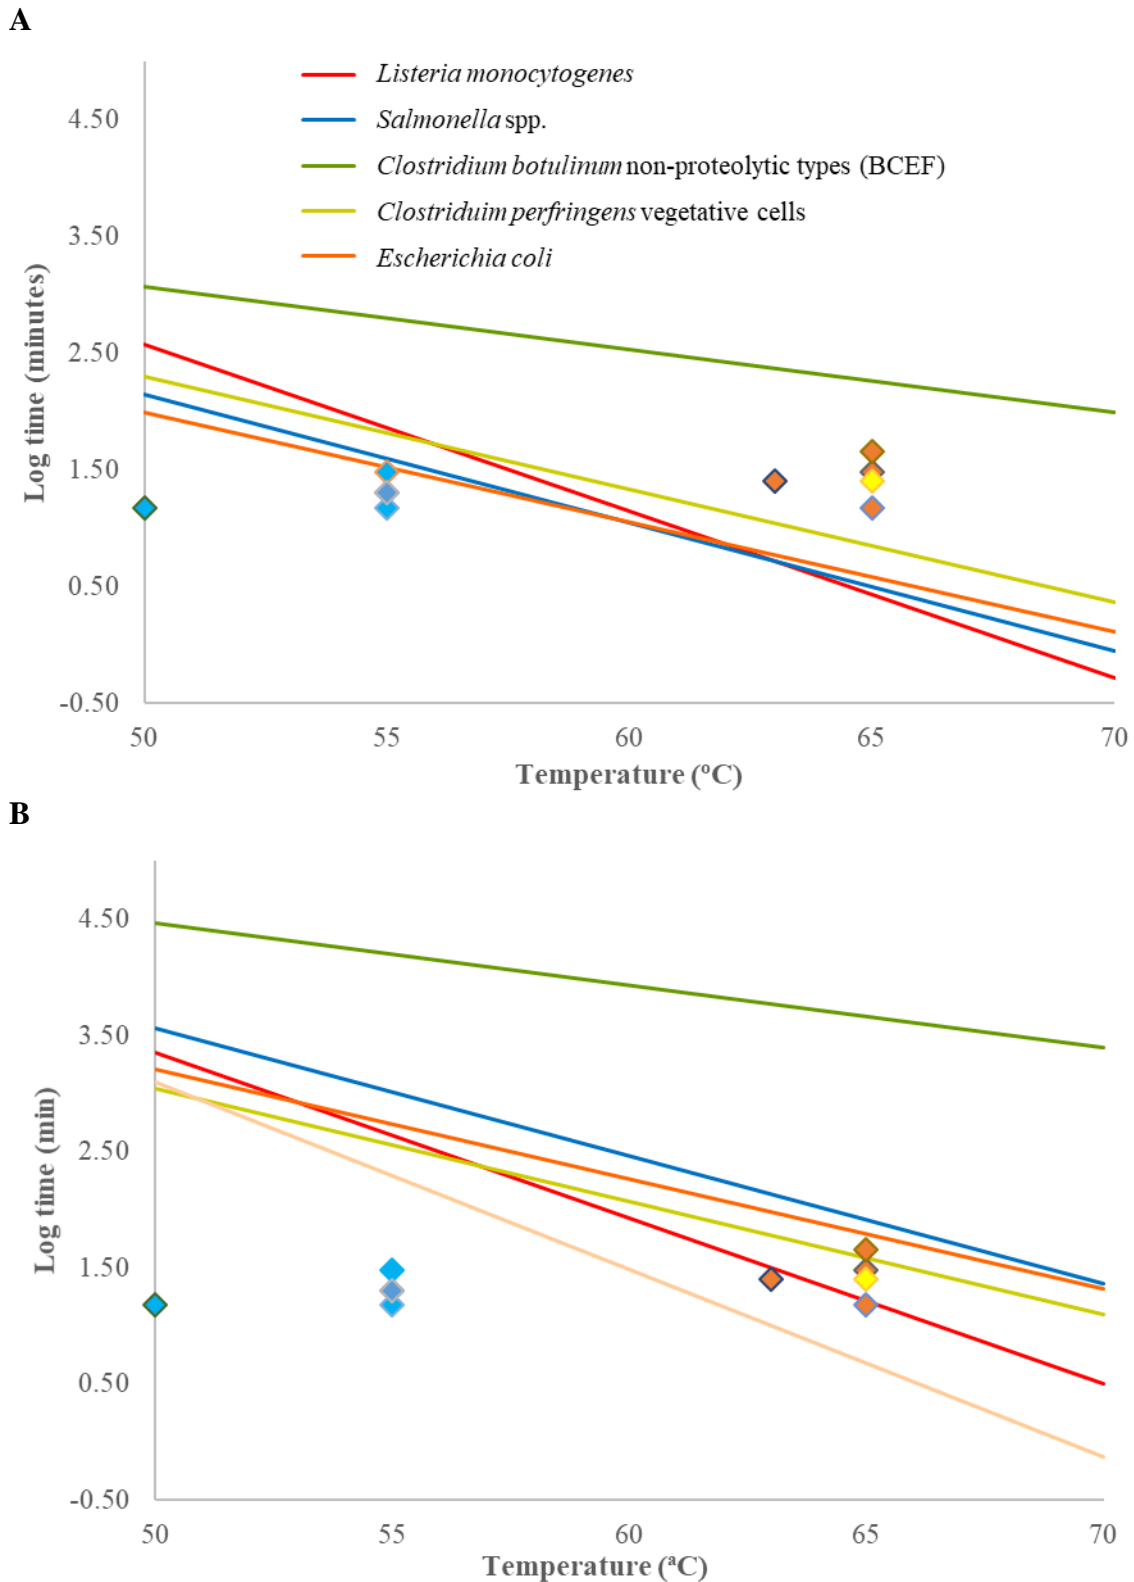 A
Listeria monocytogenes
Salmonella spp.
Clostridium botulinum non-proteolytic types (BCEF)
Clostriduim perfringens vegetative cells
Escherichia coli
4.50
3.50
2.50
1.50
0.50
-0.50
Log time (minutes)
50 55 60 65 70
Temperature (ºC)
B
4.50
3.50
2.50
1.50
0.50
-0.50
Log time (min)
50 55 60 65 70
Temperature (ªC)